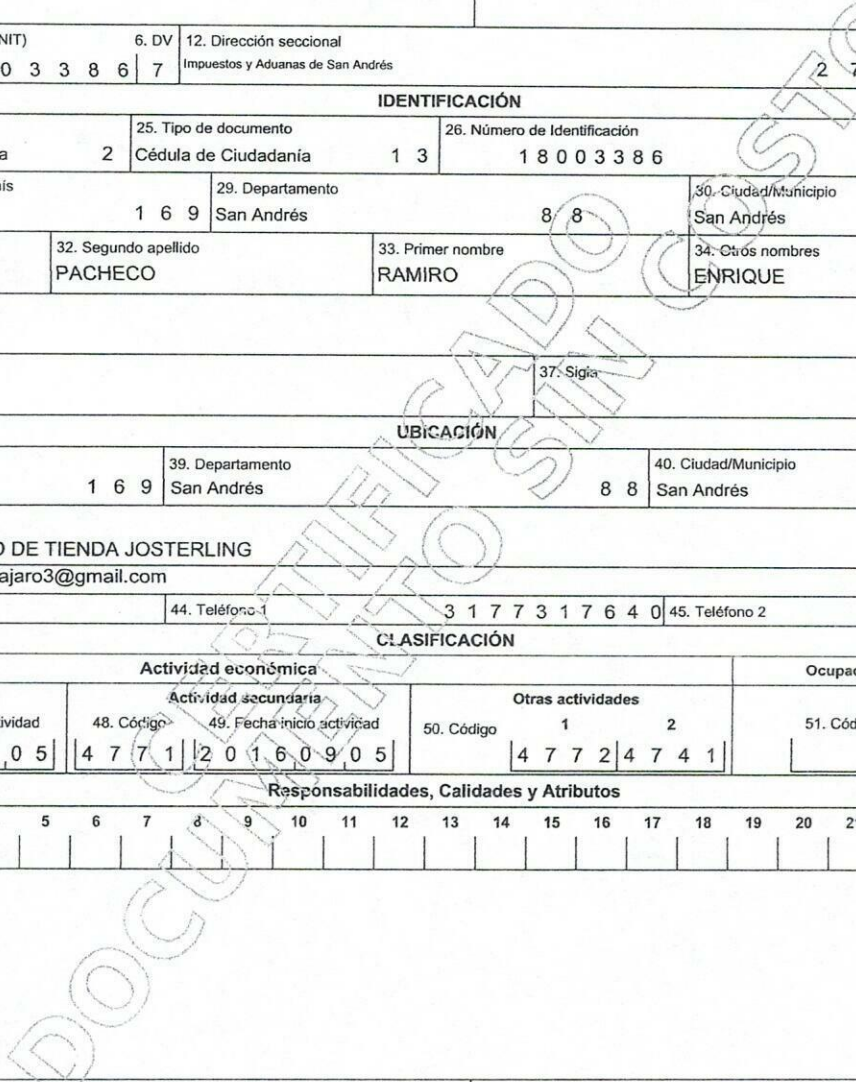 NIT) 6. DV 12. Dirección seccional
0 3 3 8 6 7 Impuestos y Aduanas de San Andrés 2 7
IDENTIFICACIÓN
25. Tipo de documento 26. Número de Identificación
a 2 Cédula de Ciudadanía 1 3 1 8 0 0 3 3 8 6
ís 29. Departamento 30. Ciudad/Municipio
1 6 9 San Andrés 8 8 San Andrés
32. Segundo apellido 33. Primer nombre 34. Otros nombres
PACHECO RAMIRO ENRIQUE
37. Sigla
UBICACIÓN
39. Departamento 40. Ciudad/Municipio
1 6 9 San Andrés 8 8 San Andrés
O DE TIENDA JOSTERLING
ajaro3@gmail.com
44. Teléfono 1 3 1 7 7 3 1 7 6 4 0 45. Teléfono 2
CLASIFICACIÓN
Actividad económica Ocupac
Actividad secundaria Otras actividades
ividad 48. Código 49. Fecha inicio actividad 50. Código 1 2 51. Cód
0 5 4 7 7 1 2 0 1 6 0 9 0 5 4 7 7 2 4 7 4 1
Responsabilidades, Calidades y Atributos
5 6 7 8 9 10 11 12 13 14 15 16 17 18 19 20 2
CERTIFICADO
DOCUMENTO SIN COSTO